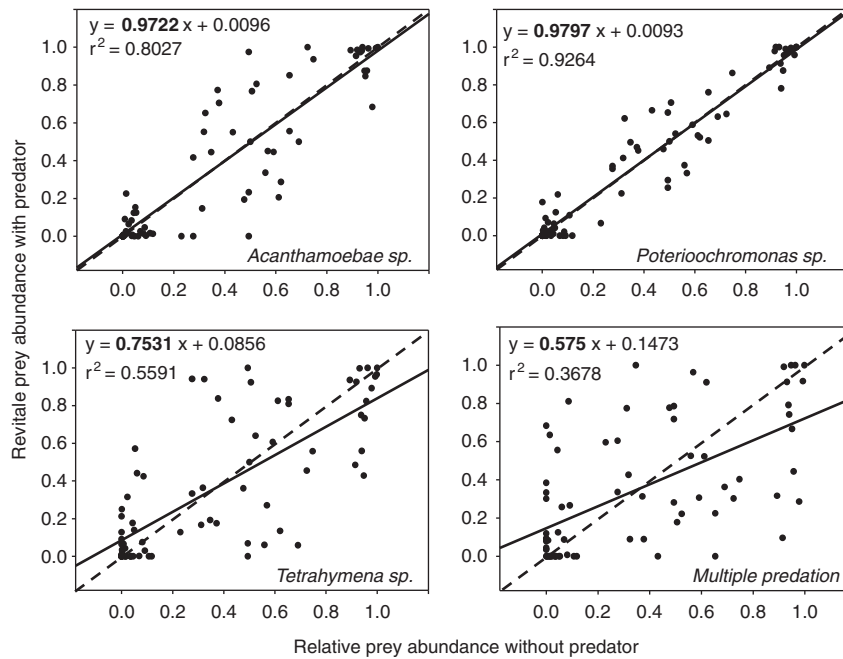 y = 0.9722 x + 0.0096
r² = 0.8027
1.0
0.8
0.6
0.4
0.2
0.0
Acanthamoebae sp.
0.0 0.2 0.4 0.6 0.8 1.0
y = 0.9797 x + 0.0093
r² = 0.9264
1.0
0.8
0.6
0.4
0.2
0.0
Poterioochromonas sp.
0.0 0.2 0.4 0.6 0.8 1.0
Revitale prey abundance with predator
y = 0.7531 x + 0.0856
r² = 0.5591
1.0
0.8
0.6
0.4
0.2
0.0
Tetrahymena sp.
0.0 0.2 0.4 0.6 0.8 1.0
y = 0.575 x + 0.1473
r² = 0.3678
1.0
0.8
0.6
0.4
0.2
0.0
Multiple predation
0.0 0.2 0.4 0.6 0.8 1.0
Relative prey abundance without predator